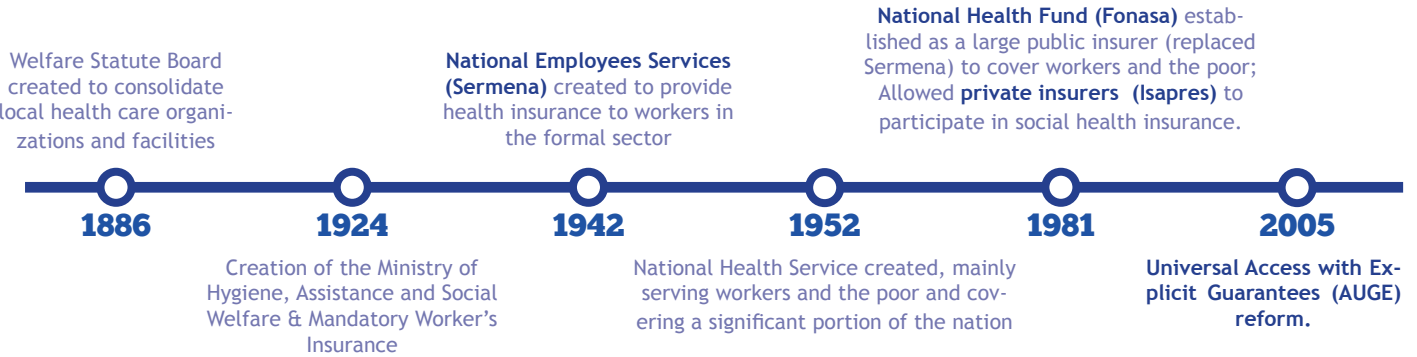 Welfare Statute Board
created to consolidate
local health care organi-
zations and facilities
National Employees Services
(Sermena) created to provide
health insurance to workers in
the formal sector
National Health Fund (Fonasa) estab-
lished as a large public insurer (replaced
Sermena) to cover workers and the poor;
Allowed private insurers (Isapres) to
participate in social health insurance.
1886
1924
1942
1952
1981
2005
Creation of the Ministry of
Hygiene, Assistance and Social
Welfare & Mandatory Worker's
Insurance
National Health Service created, mainly
serving workers and the poor and cov-
ering a significant portion of the nation
Universal Access with Ex-
plicit Guarantees (AUGE)
reform.